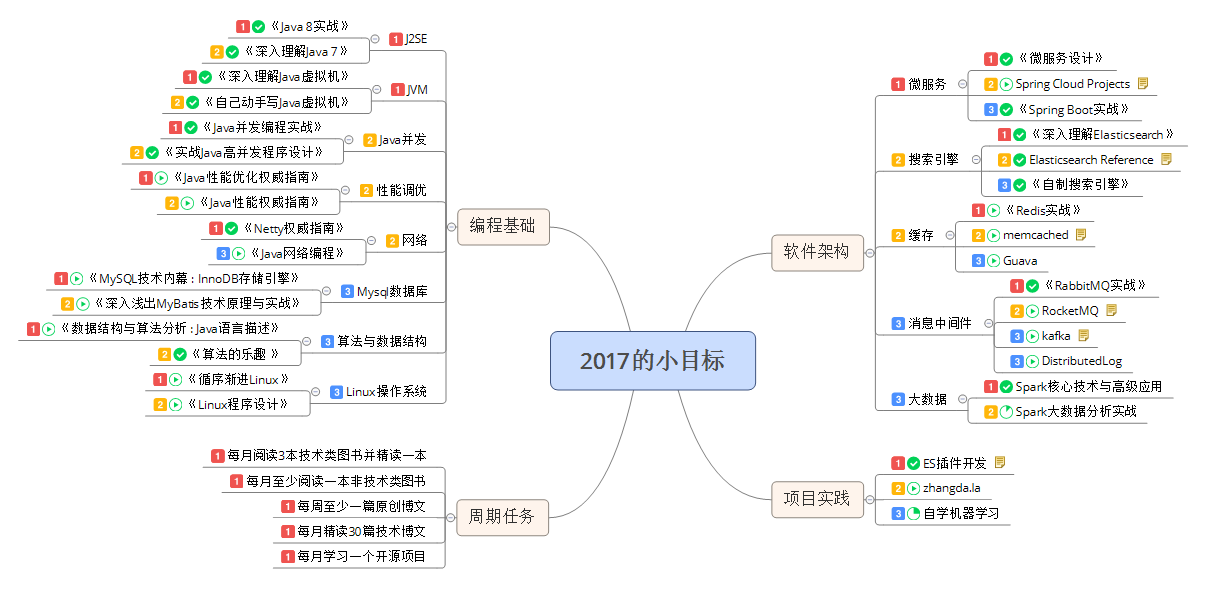 2017的小目标
编程基础
1 J2SE
1 《Java 8实战》
2 《深入理解Java 7》
1 JVM
1 《深入理解Java虚拟机》
2 《自己动手写Java虚拟机》
2 Java并发
1 《Java并发编程实战》
2 《实战Java高并发程序设计》
2 性能调优
1 《Java性能优化权威指南》
2 《Java性能权威指南》
2 网络
1 《Netty权威指南》
3 《Java网络编程》
3 Mysql数据库
1 《MySQL技术内幕:InnoDB存储引擎》
2 《深入浅出MyBatis技术原理与实战》
3 算法与数据结构
1 《数据结构与算法分析:Java语言描述》
2 《算法的乐趣》
3 Linux操作系统
1 《循序渐进Linux》
2 《Linux程序设计》
周期任务
1 每月阅读3本技术类图书并精读一本
1 每月至少阅读一本非技术类图书
1 每周至少一篇原创博文
1 每月精读30篇技术博文
1 每月学习一个开源项目
软件架构
1 微服务
1 《微服务设计》
2 Spring Cloud Projects
3 《Spring Boot实战》
2 搜索引擎
1 《深入理解Elasticsearch》
2 Elasticsearch Reference
3 《自制搜索引擎》
2 缓存
1 《Redis实战》
2 memcached
3 Guava
3 消息中间件
1 《RabbitMQ实战》
2 RocketMQ
3 kafka
3 DistributedLog
3 大数据
1 Spark核心技术与高级应用
2 Spark大数据分析实战
项目实践
1 ES插件开发
2 zhangda.la
3 自学机器学习